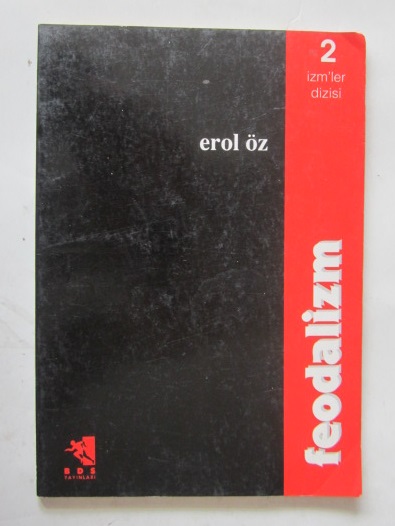 2
izm'ler
dizisi
erol öz
feodalizm
BDS
YAYINLARI